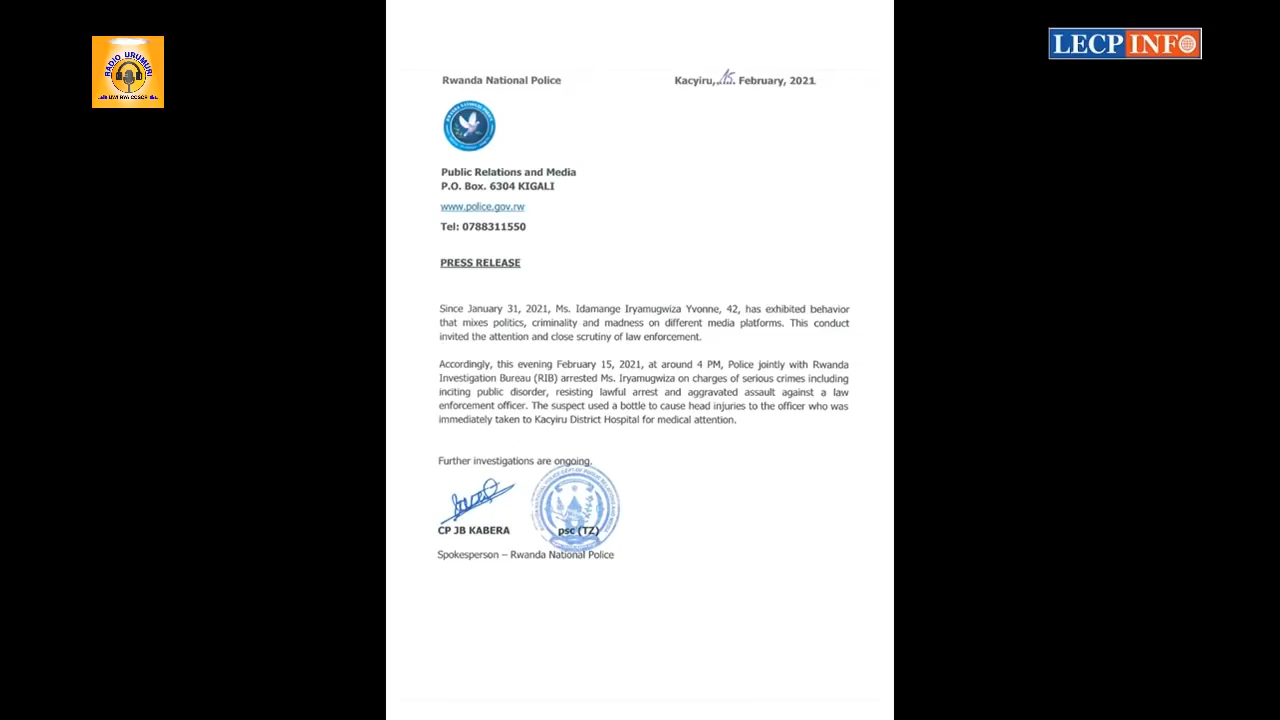 RADIO URUMURI
LECP INFO
Rwanda National Police
Kacyiru, 15. February, 2021
Public Relations and Media
P.O. Box. 6304 KIGALI
www.police.gov.rw
Tel: 0788311550
PRESS RELEASE
Since January 31, 2021, Ms. Idamange Iryamugwiza Yvonne, 42, has exhibited behavior
that mixes politics, criminality and madness on different media platforms. This conduct
invited the attention and close scrutiny of law enforcement.
Accordingly, this evening February 15, 2021, at around 4 PM, Police jointly with Rwanda
Investigation Bureau (RIB) arrested Ms. Iryamugwiza on charges of serious crimes including
inciting public disorder, resisting lawful arrest and aggravated assault against a law
enforcement officer. The suspect used a bottle to cause head injuries to the officer who was
immediately taken to Kacyiru District Hospital for medical attention.
Further investigations are ongoing.
CP JB KABERA psc (TZ)
Spokesperson – Rwanda National Police